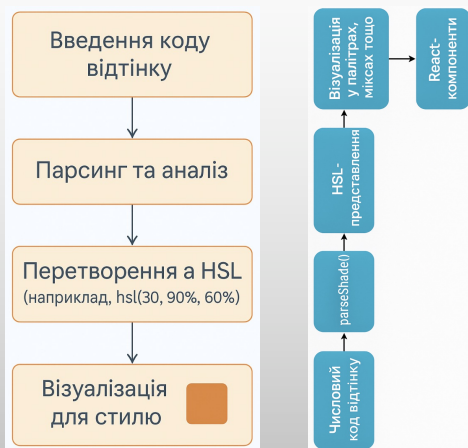 Введення коду
відтінку
Парсинг та аналіз
Перетворення а HSL
(наприклад, hsl(30, 90%, 60%)
Візуалізація
для стилю
Візуалізація
у палітрах,
міксах тощо
React-
компоненти
HSL-
представлення
parseShade()
Числовий
код відтінку